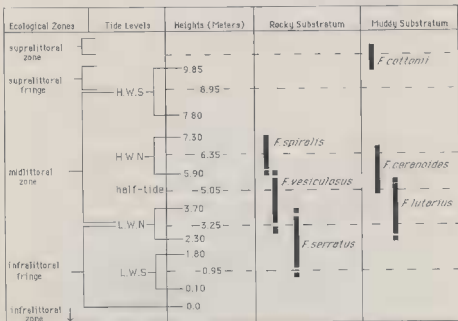 Ecological Zones
Tide Levels
Heights (Meters)
Rocky Substratum
Muddy Substratum
supralittoral
zone
supralittoral
fringe
midlittoral
zone
infralittoral
fringe
infralittoral
zone
H.W.S
H.W.N
half-tide
L.W.N
L.W.S
9.85
8.95
7.80
7.30
6.35
5.90
5.05
3.70
3.25
2.30
1.80
0.95
0.10
0.0
F.spiralis
F.vesiculosus
F.serratus
F.cottonii
F.ceranoides
F.lutarius